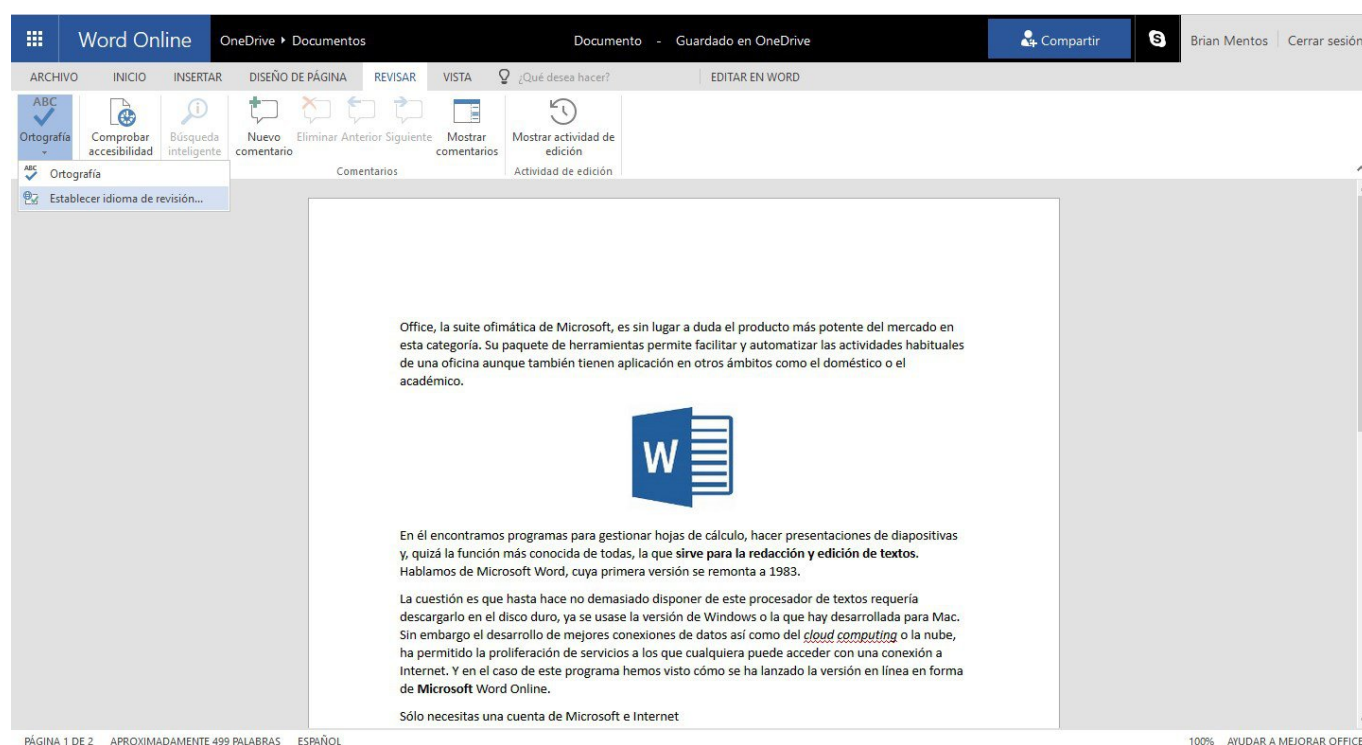 Word Online OneDrive ▸ Documentos Documento - Guardado en OneDrive Compartir Brian Mentos Cerrar sesión
ARCHIVO INICIO INSERTAR DISEÑO DE PÁGINA REVISAR VISTA ¿Qué desea hacer? EDITAR EN WORD
ABC
Ortografía Comprobar Búsqueda Nuevo Eliminar Anterior Siguiente Mostrar Mostrar actividad de
accesibilidad inteligente comentario comentarios edición
Comentarios Actividad de edición
ABC Ortografía
Establecer idioma de revisión...
Office, la suite ofimática de Microsoft, es sin lugar a duda el producto más potente del mercado en
esta categoría. Su paquete de herramientas permite facilitar y automatizar las actividades habituales
de una oficina aunque también tienen aplicación en otros ámbitos como el doméstico o el
académico.
W
En él encontramos programas para gestionar hojas de cálculo, hacer presentaciones de diapositivas
y, quizá la función más conocida de todas, la que sirve para la redacción y edición de textos.
Hablamos de Microsoft Word, cuya primera versión se remonta a 1983.
La cuestión es que hasta hace no demasiado disponer de este procesador de textos requería
descargarlo en el disco duro, ya se usase la versión de Windows o la que hay desarrollada para Mac.
Sin embargo el desarrollo de mejores conexiones de datos así como del cloud computing o la nube,
ha permitido la proliferación de servicios a los que cualquiera puede acceder con una conexión a
Internet. Y en el caso de este programa hemos visto cómo se ha lanzado la versión en línea en forma
de Microsoft Word Online.
Sólo necesitas una cuenta de Microsoft e Internet
PÁGINA 1 DE 2 APROXIMADAMENTE 499 PALABRAS ESPAÑOL 100% AYUDAR A MEJORAR OFFICE